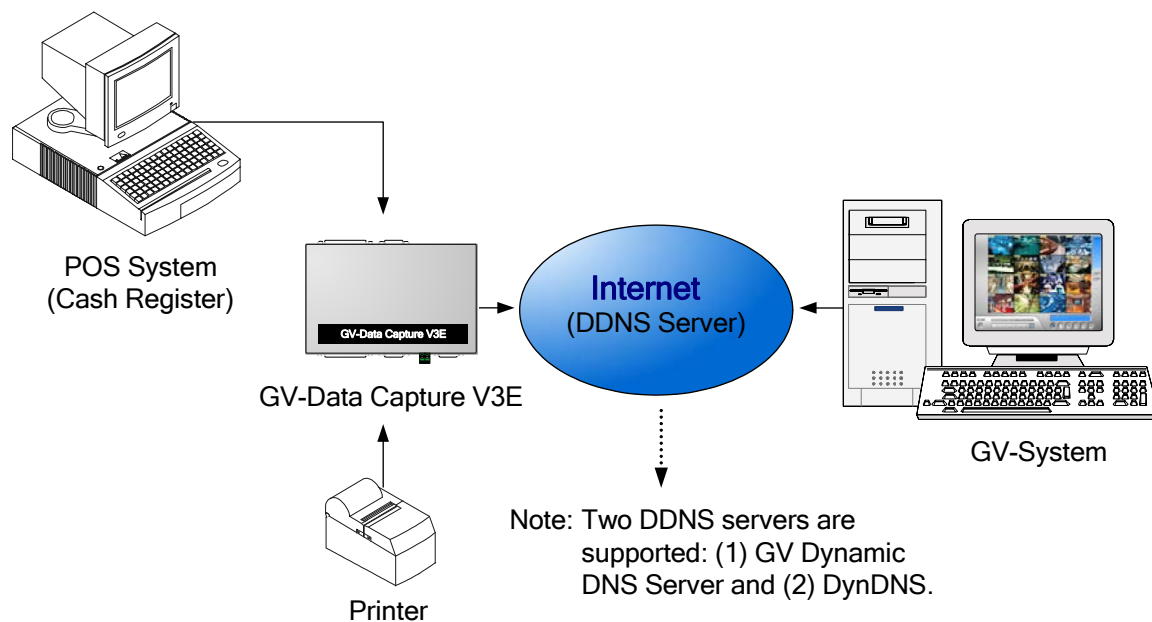 POS System
(Cash Register)
Internet
(DDNS Server)
GV-Data Capture V3E
GV-Data Capture V3E
GV-System
Printer
Note: Two DDNS servers are
supported: (1) GV Dynamic
DNS Server and (2) DynDNS.